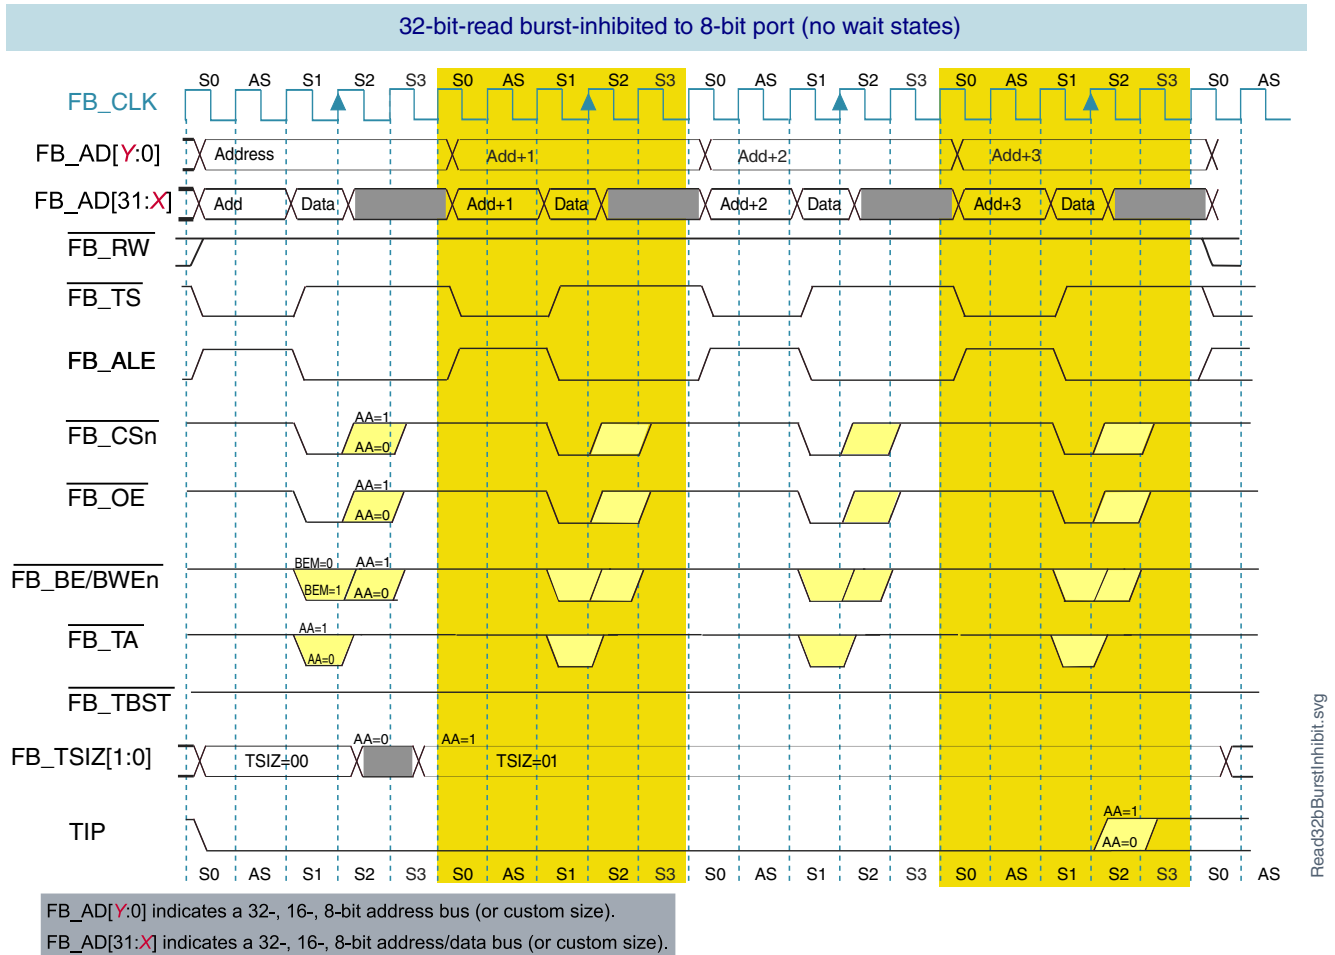 32-bit-read burst-inhibited to 8-bit port (no wait states)
S0 AS S1 S2 S3 S0 AS S1 S2 S3 S0 AS S1 S2 S3 S0 AS S1 S2 S3 S0 AS
FB_CLK
FB_AD[Y:0] Address Add+1 Add+2 Add+3
FB_AD[31:X] Add Data Add+1 Data Add+2 Data Add+3 Data
FB_RW
FB_TS
FB_ALE
AA=1
FB_CSn
AA=0
AA=1
FB_OE
AA=0
BEM=0 AA=1
FB_BE/BWEn
BEM=1 AA=0
AA=1
FB_TA
AA=0
FB_TBST
AA=0 AA=1
FB_TSIZ[1:0] TSIZ=00 TSIZ=01
AA=1
TIP
AA=0
S0 AS S1 S2 S3 S0 AS S1 S2 S3 S0 AS S1 S2 S3 S0 AS S1 S2 S3 S0 AS
FB_AD[Y:0] indicates a 32-, 16-, 8-bit address bus (or custom size).
FB_AD[31:X] indicates a 32-, 16-, 8-bit address/data bus (or custom size).
Read32bBurstInhibit.svg